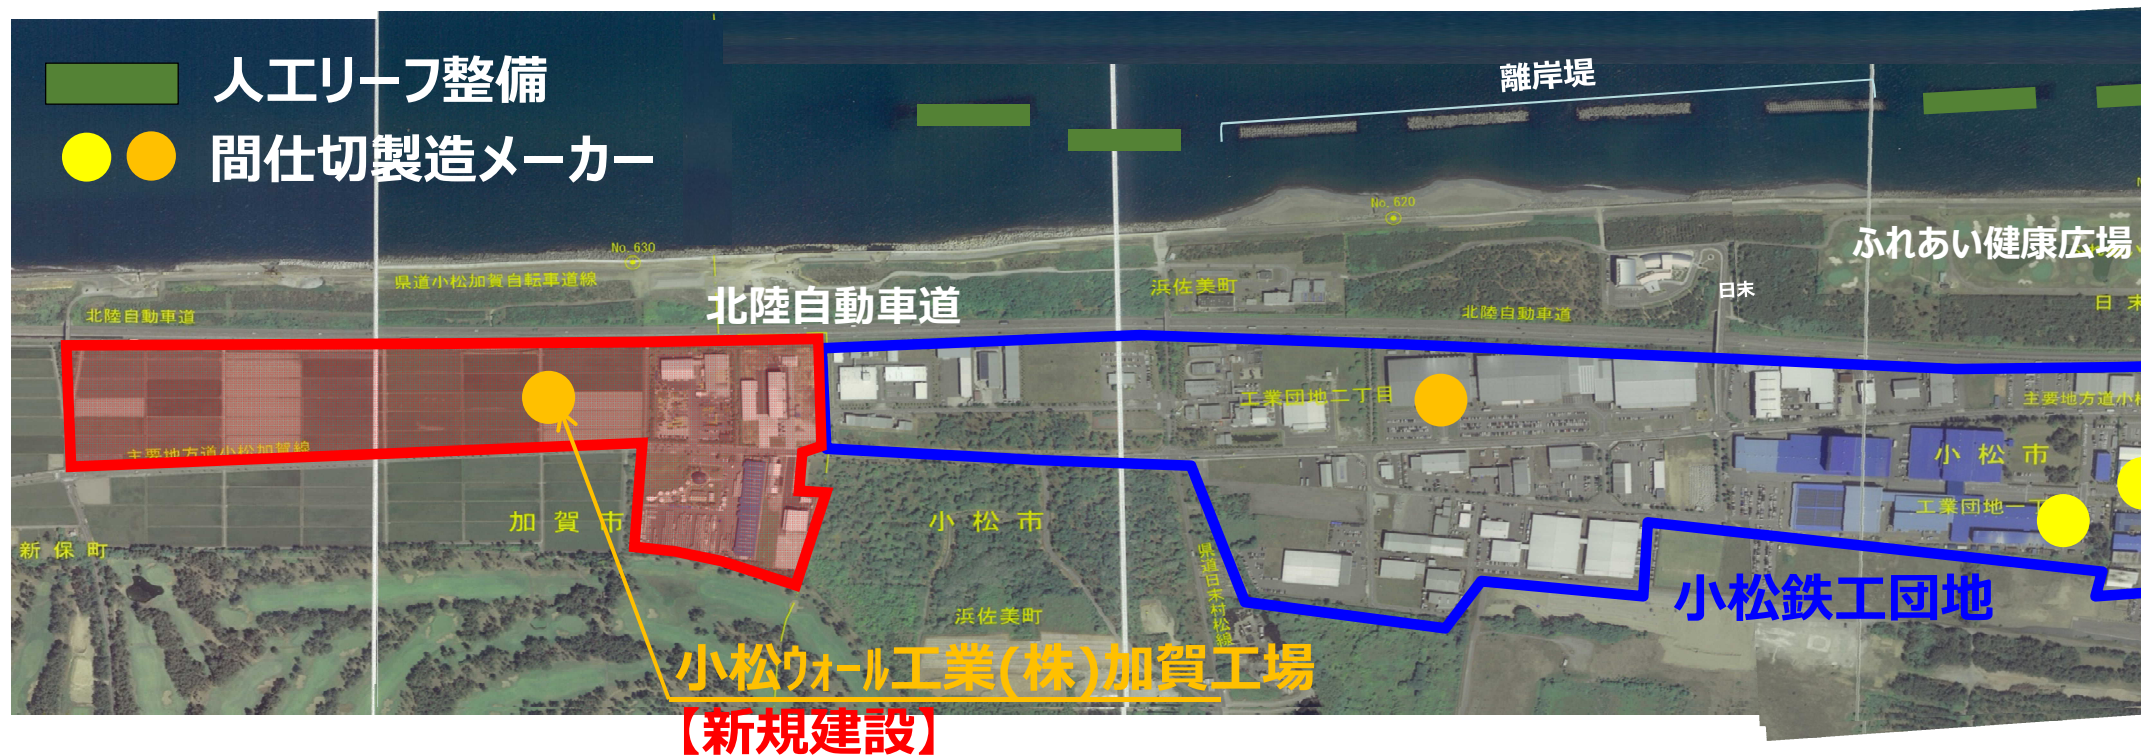 人工リーフ整備
間仕切製造メーカー
離岸堤
No.620
No.630
ふれあい健康広場
県道小松加賀自転車道線
浜佐美町
日末
北陸自動車道
北陸自動車道
北陸自動車道
日 末
工業団地二丁目
主要地方道小松
主要地方道小松加賀線
小 松 市
工業団地一丁
加 賀 市
小 松 市
新 保 町
県道日末村松線
小松鉄工団地
浜佐美町
小松ウォール工業(株)加賀工場
【新規建設】